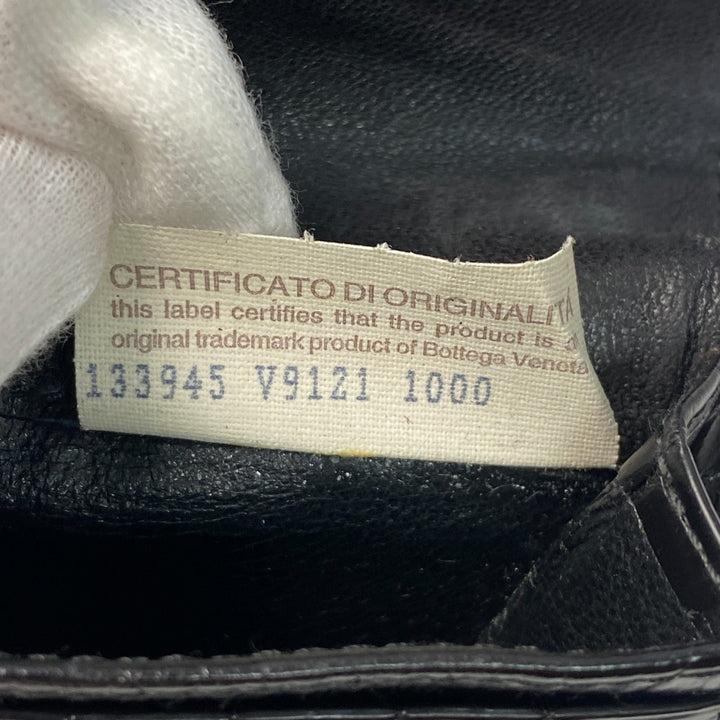 CERTIFICATO DI ORIGINALITA
this label certifies that the product is an
original trademark product of Bottega Veneta
133945 V9121 1000